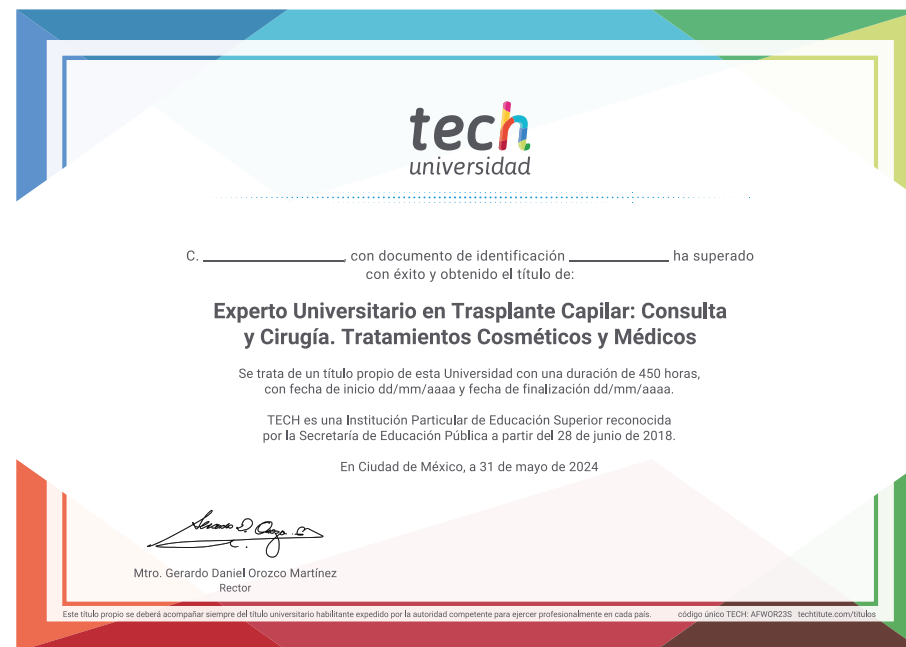 tech
universidad
C. ____________, con documento de identificación ____________ ha superado
con éxito y obtenido el título de:
Experto Universitario en Trasplante Capilar: Consulta
y Cirugía. Tratamientos Cosméticos y Médicos
Se trata de un título propio de esta Universidad con una duración de 450 horas,
con fecha de inicio dd/mm/aaaa y fecha de finalización dd/mm/aaaa.
TECH es una Institución Particular de Educación Superior reconocida
por la Secretaría de Educación Pública a partir del 28 de junio de 2018.
En Ciudad de México, a 31 de mayo de 2024
Mtro. Gerardo Daniel Orozco Martínez
Rector
Este título propio se deberá acompañar siempre del título universitario habilitante expedido por la autoridad competente para ejercer profesionalmente en cada país. código único TECH: AFWOR23S techtitute.com/titulos